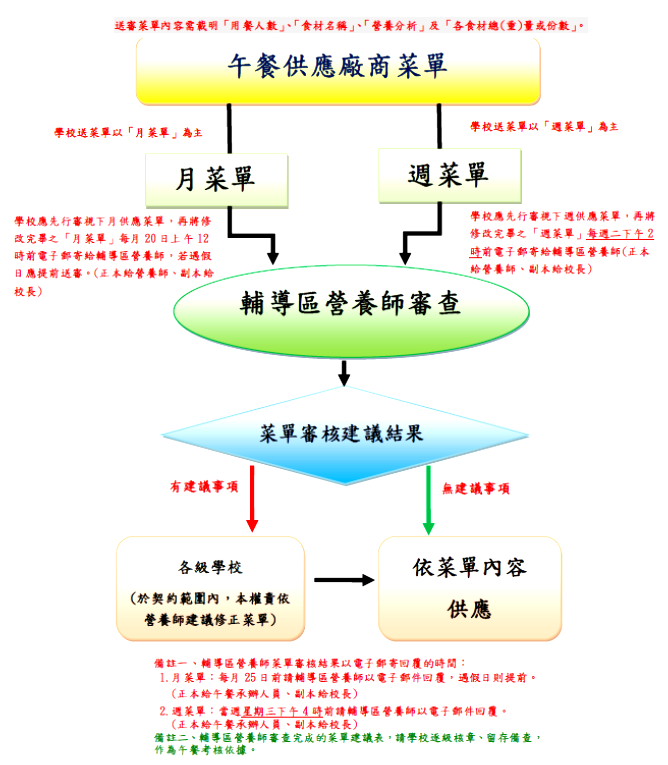 送審菜單內容需載明「用餐人數」、「食材名稱」、「營養分析」及「各食材總(重)量或份數」。
午餐供應廠商菜單
學校送菜單以「月菜單」為主
學校送菜單以「週菜單」為主
月菜單
週菜單
學校應先行審視下月供應菜單，再將修
改完畢之「月菜單」每月20日上午12
時前電子郵寄給輔導區營養師，若遇假
日應提前送審。(正本給營養師、副本給
校長)
學校應先行審視下週供應菜單，再將
修改完畢之「週菜單」每週二下午2
時前電子郵寄給輔導區營養師(正本
給營養師、副本給校長)
輔導區營養師審查
菜單審核建議結果
有建議事項
無建議事項
各級學校
(於契約範圍內，本權責依
營養師建議修正菜單)
依菜單內容
供應
備註一、輔導區營養師菜單審核結果以電子郵寄回覆的時間：
1.月菜單：每月25日前請輔導區營養師以電子郵件回覆，遇假日則提前。
(正本給午餐承辦人員、副本給校長)
2.週菜單：當週星期三下午4時前請輔導區營養師以電子郵件回覆。
(正本給午餐承辦人員、副本給校長)
備註二、輔導區營養師審查完成的菜單建議表，請學校逐級核章、留存備查，
作為午餐考核依據。